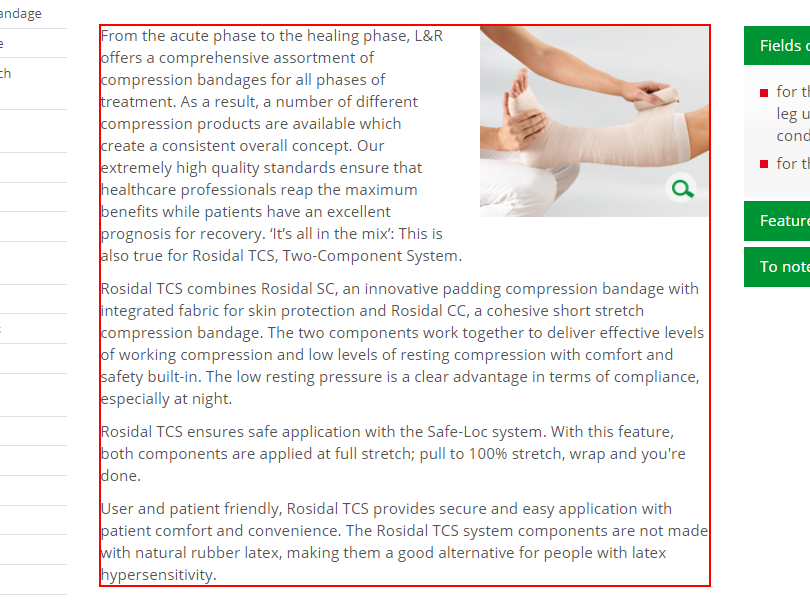 andage
e
ch
From the acute phase to the healing phase, L&R
offers a comprehensive assortment of
compression bandages for all phases of
treatment. As a result, a number of different
compression products are available which
create a consistent overall concept. Our
extremely high quality standards ensure that
healthcare professionals reap the maximum
benefits while patients have an excellent
prognosis for recovery. ‘It’s all in the mix’: This is
also true for Rosidal TCS, Two-Component System.
Rosidal TCS combines Rosidal SC, an innovative padding compression bandage with
integrated fabric for skin protection and Rosidal CC, a cohesive short stretch
compression bandage. The two components work together to deliver effective levels
of working compression and low levels of resting compression with comfort and
safety built-in. The low resting pressure is a clear advantage in terms of compliance,
especially at night.
Rosidal TCS ensures safe application with the Safe-Loc system. With this feature,
both components are applied at full stretch; pull to 100% stretch, wrap and you're
done.
User and patient friendly, Rosidal TCS provides secure and easy application with
patient comfort and convenience. The Rosidal TCS system components are not made
with natural rubber latex, making them a good alternative for people with latex
hypersensitivity.
Fields
for t
leg u
cond
for t
Feature
To note